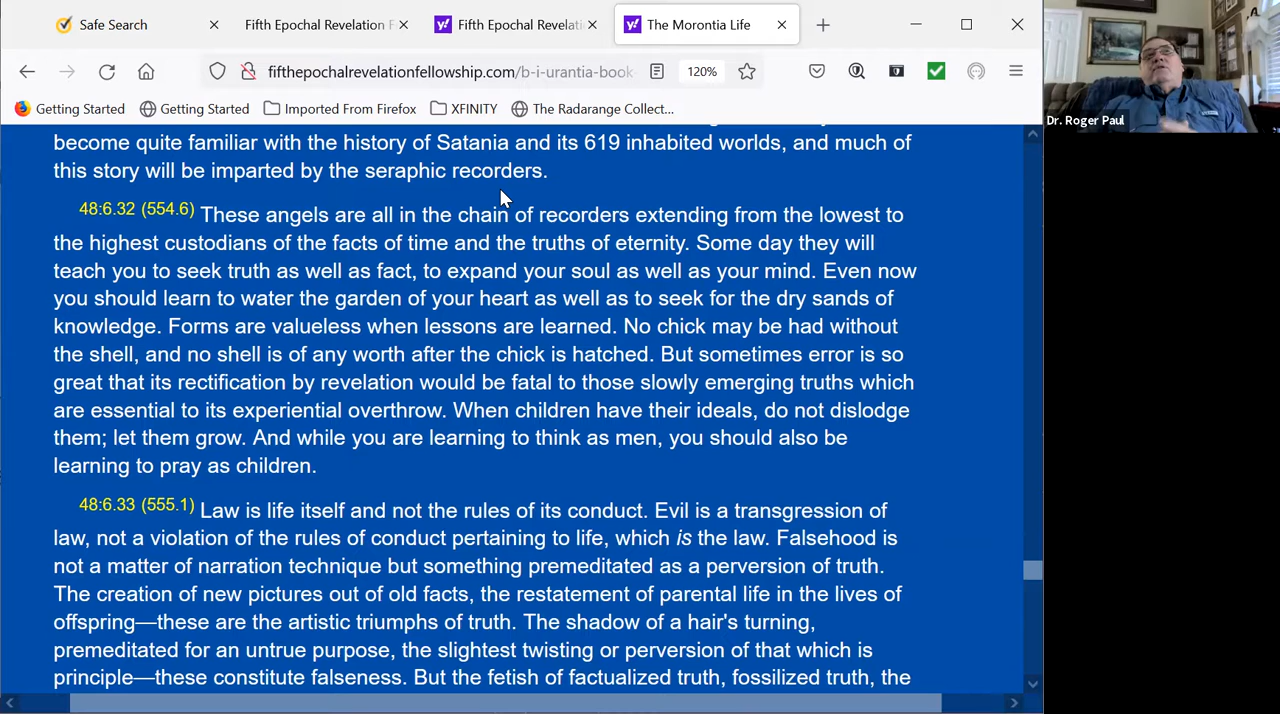 Safe Search
Fifth Epochal Revelation F
Fifth Epochal Revelati
The Morontia Life
fifthepochalrevelationfellowship.com/b-i-urantia-book-
120%
Getting Started
Getting Started
Imported From Firefox
XFINITY
The Radarange Collect...
Dr. Roger Paul
become quite familiar with the history of Satania and its 619 inhabited worlds, and much of
this story will be imparted by the seraphic recorders.
48:6.32 (554.6) These angels are all in the chain of recorders extending from the lowest to
the highest custodians of the facts of time and the truths of eternity. Some day they will
teach you to seek truth as well as fact, to expand your soul as well as your mind. Even now
you should learn to water the garden of your heart as well as to seek for the dry sands of
knowledge. Forms are valueless when lessons are learned. No chick may be had without
the shell, and no shell is of any worth after the chick is hatched. But sometimes error is so
great that its rectification by revelation would be fatal to those slowly emerging truths which
are essential to its experiential overthrow. When children have their ideals, do not dislodge
them; let them grow. And while you are learning to think as men, you should also be
learning to pray as children.
48:6.33 (555.1) Law is life itself and not the rules of its conduct. Evil is a transgression of
law, not a violation of the rules of conduct pertaining to life, which is the law. Falsehood is
not a matter of narration technique but something premeditated as a perversion of truth.
The creation of new pictures out of old facts, the restatement of parental life in the lives of
offspring—these are the artistic triumphs of truth. The shadow of a hair's turning,
premeditated for an untrue purpose, the slightest twisting or perversion of that which is
principle—these constitute falseness. But the fetish of factualized truth, fossilized truth, the